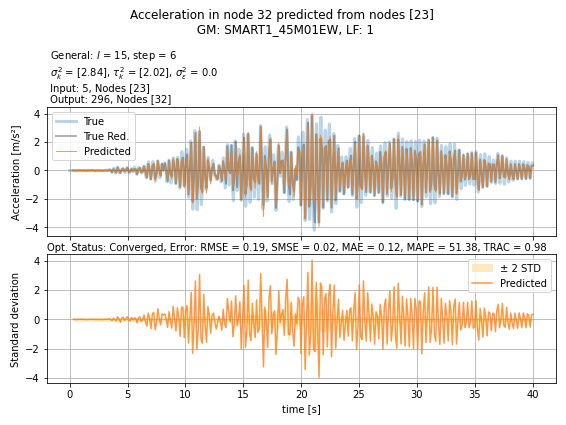 Acceleration in node 32 predicted from nodes [23]
GM: SMART1_45M01EW, LF: 1
General: l = 15, step = 6
σ²ₖ = [2.84], τ²ₖ = [2.02], σ²ε = 0.0
Input: 5, Nodes [23]
Output: 296, Nodes [32]
True
True Red.
Predicted
Acceleration [m/s²]
4
2
0
−2
−4
Opt. Status: Converged, Error: RMSE = 0.19, SMSE = 0.02, MAE = 0.12, MAPE = 51.38, TRAC = 0.98
± 2 STD
Predicted
Standard deviation
4
2
0
−2
−4
0 5 10 15 20 25 30 35 40
time [s]